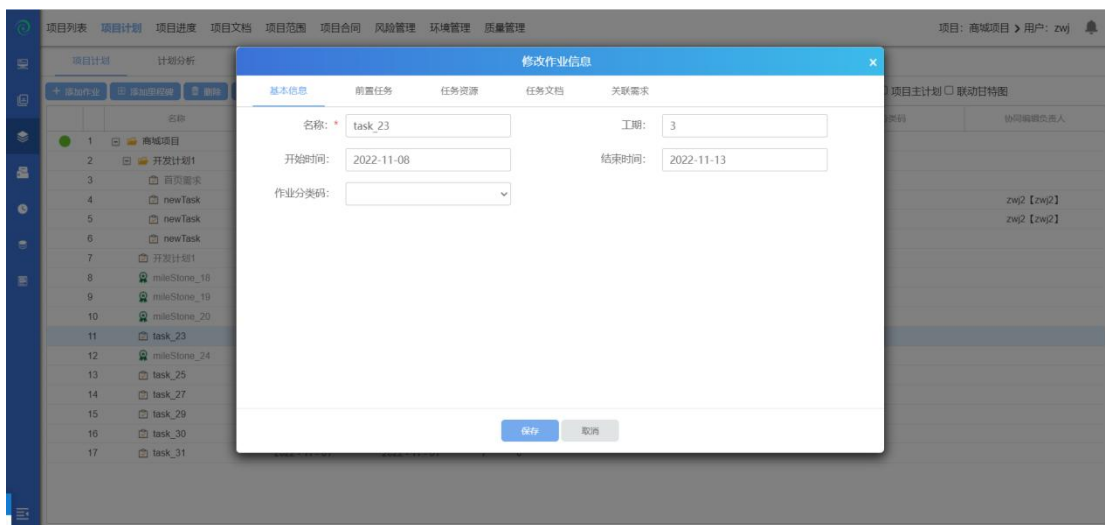 项目列表 项目计划 项目进度 项目文档 项目范围 项目合同 风险管理 环境管理 质量管理 项目：商城项目 用户：zwj
项目计划 计划分析
修改作业信息 ×
+ 添加作业 添加里程碑 删除
项目主计划 联动甘特图
基本信息 前置任务 任务资源 任务文档 关联需求
名称 协同编辑负责人
名称：* task_23 工期： 3
开始时间： 2022-11-08 结束时间： 2022-11-13
作业分类码：
1 商城项目
2 开发计划1
3 首页需求
4 newTask zwj2【zwj2】
5 newTask zwj2【zwj2】
6 newTask
7 开发计划1
8 mileStone_18
9 mileStone_19
10 mileStone_20
11 task_23
12 mileStone_24
13 task_25
14 task_27
15 task_29
16 task_30
17 task_31
保存 取消